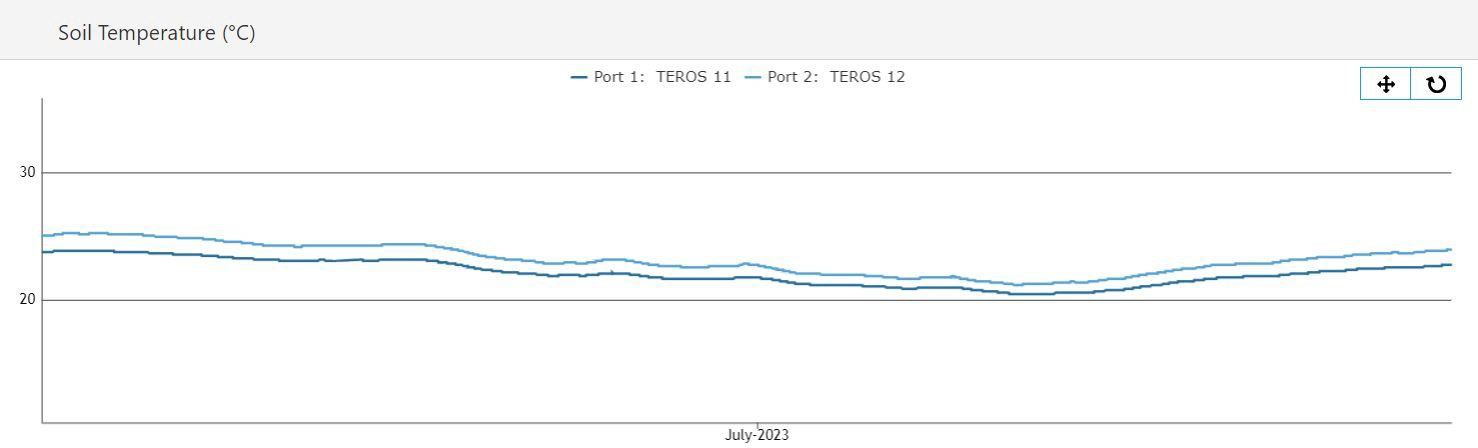 Soil Temperature (°C)
Port 1: TEROS 11 Port 2: TEROS 12
30
20
July-2023